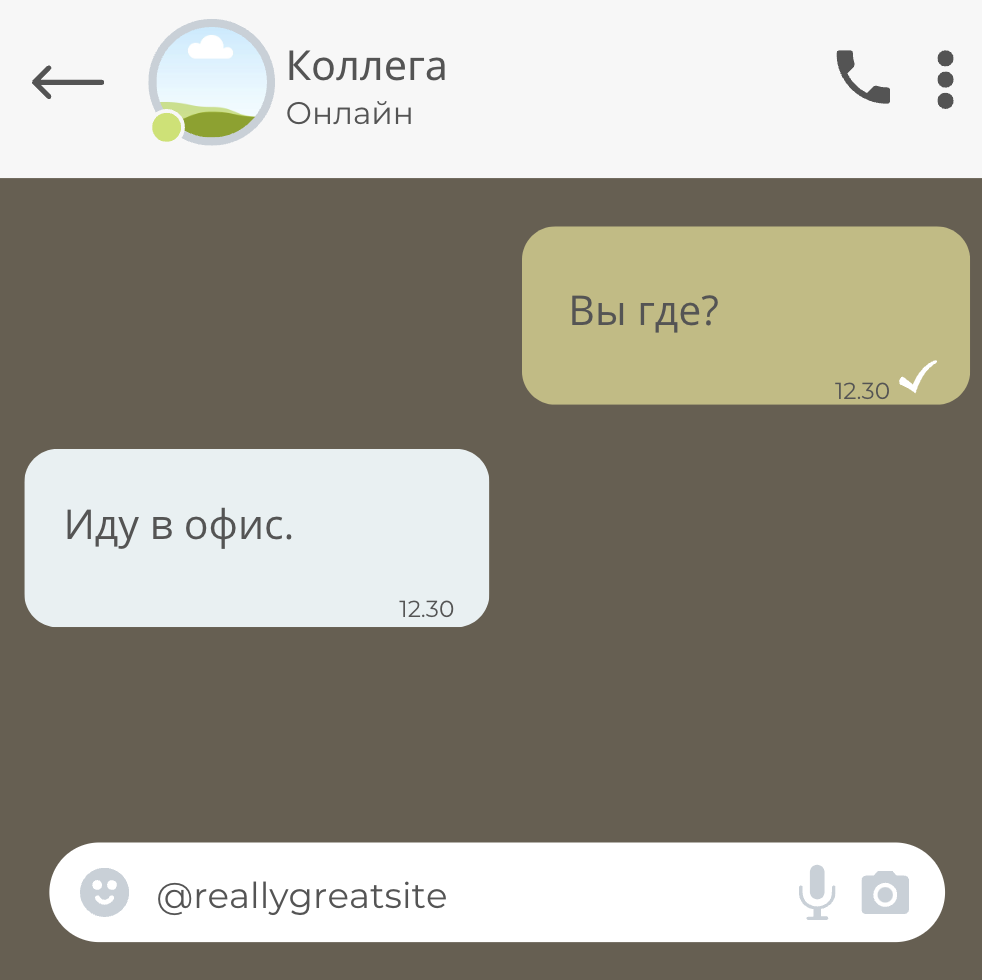 Коллега
Онлайн
Вы где?
12.30
Иду в офис.
12.30
@reallygreatsite